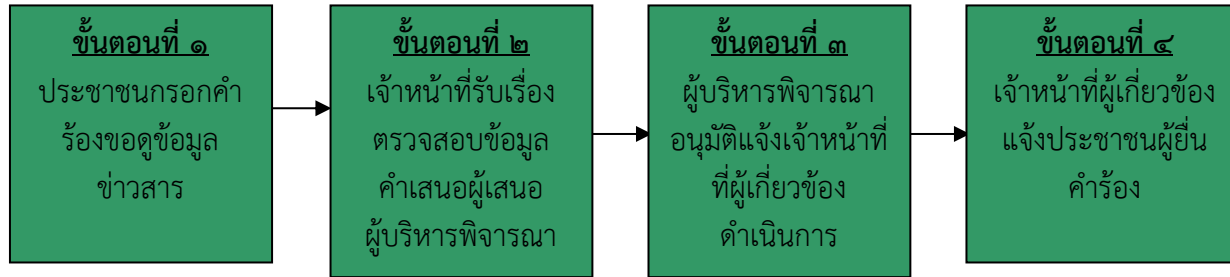 ขั้นตอนที่ ๑
ประชาชนกรอกคำ
ร้องขอดูข้อมูล
ข่าวสาร
ขั้นตอนที่ ๒
เจ้าหน้าที่รับเรื่อง
ตรวจสอบข้อมูล
คำเสนอผู้เสนอ
ผู้บริหารพิจารณา
ขั้นตอนที่ ๓
ผู้บริหารพิจารณา
อนุมัติแจ้งเจ้าหน้าที่
ที่ผู้เกี่ยวข้อง
ดำเนินการ
ขั้นตอนที่ ๔
เจ้าหน้าที่ผู้เกี่ยวข้อง
แจ้งประชาชนผู้ยื่น
คำร้อง